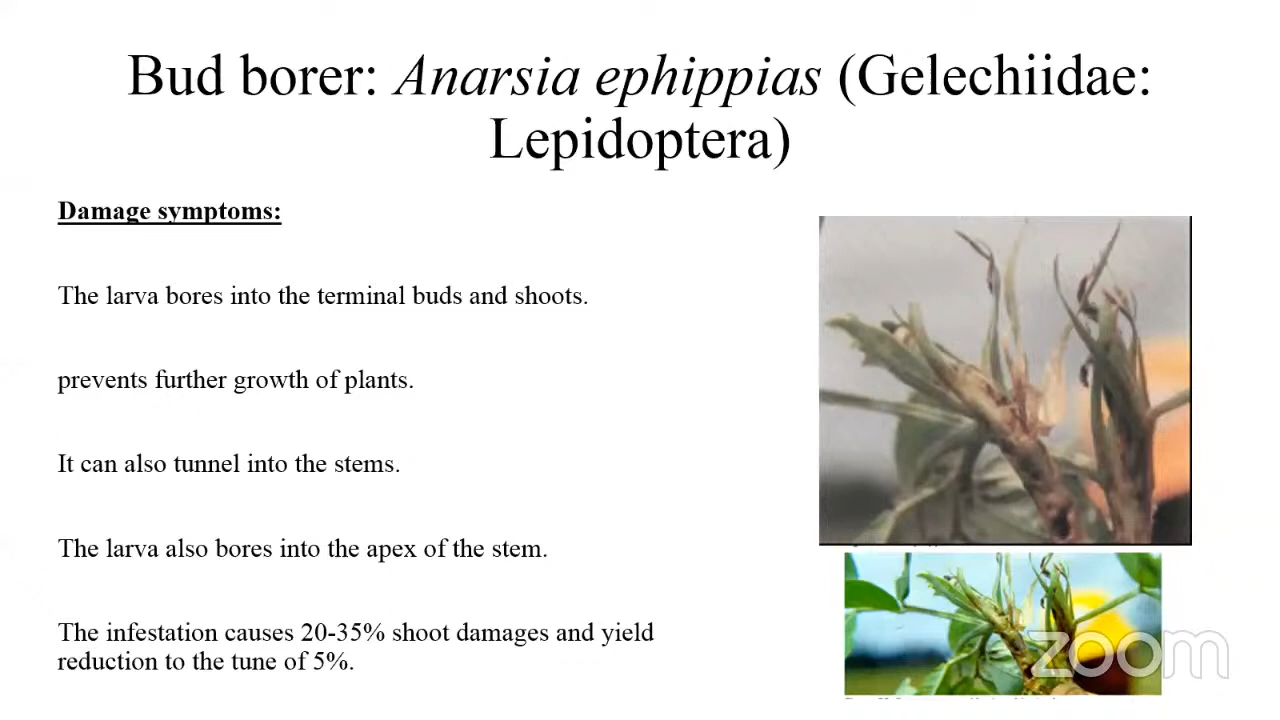 Bud borer: Anarsia ephippias (Gelechiidae:
Lepidoptera)
Damage symptoms:
The larva bores into the terminal buds and shoots.
prevents further growth of plants.
It can also tunnel into the stems.
The larva also bores into the apex of the stem.
The infestation causes 20-35% shoot damages and yield
reduction to the tune of 5%.
zoom